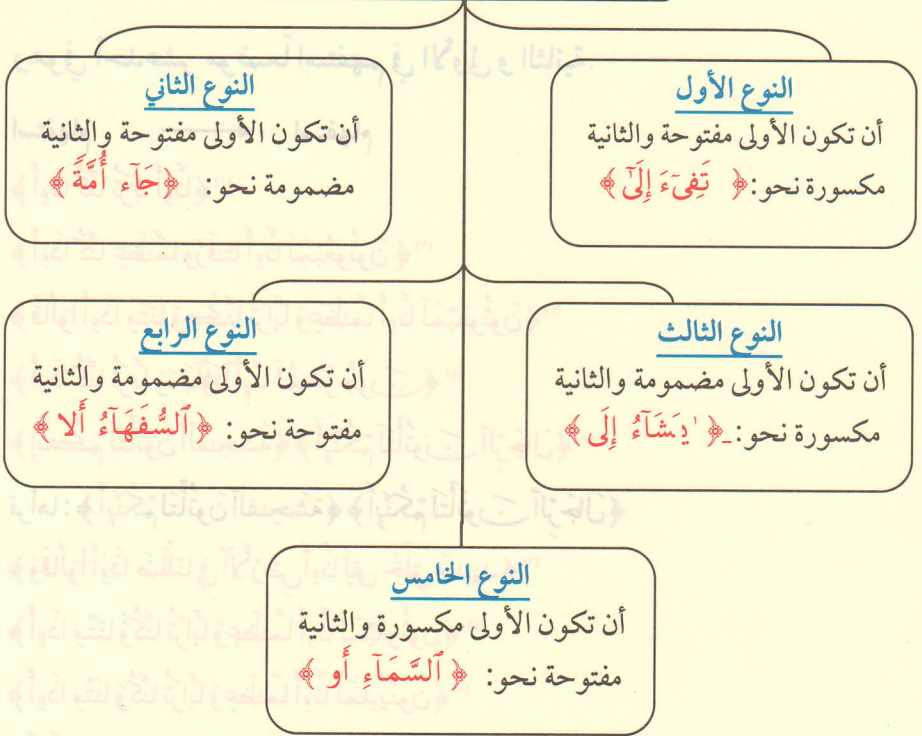 النوع الأول
أن تكون الأولى مفتوحة والثانية
مكسورة نحو: ﴿ تَفِىٓءَ إِلَىٰٓ ﴾
النوع الثاني
أن تكون الأولى مفتوحة والثانية
مضمومة نحو: ﴿ جَآءَ أُمَّةً ﴾
النوع الثالث
أن تكون الأولى مضمومة والثانية
مكسورة نحو: ﴿ يَشَآءُ إِلَى ﴾
النوع الرابع
أن تكون الأولى مضمومة والثانية
مفتوحة نحو: ﴿ ٱلسُّفَهَآءُ أَلا ﴾
النوع الخامس
أن تكون الأولى مكسورة والثانية
مفتوحة نحو: ﴿ ٱلسَّمَآءِ أَو ﴾